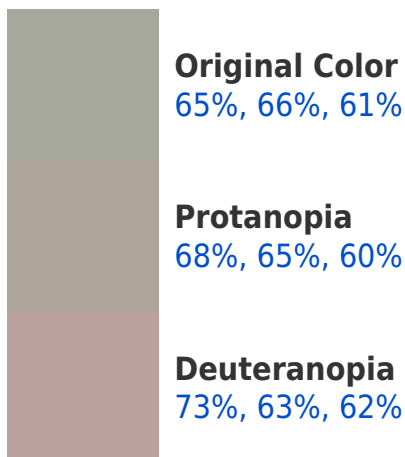 Original Color
65%, 66%, 61%
Protanopia
68%, 65%, 60%
Deuteranopia
73%, 63%, 62%